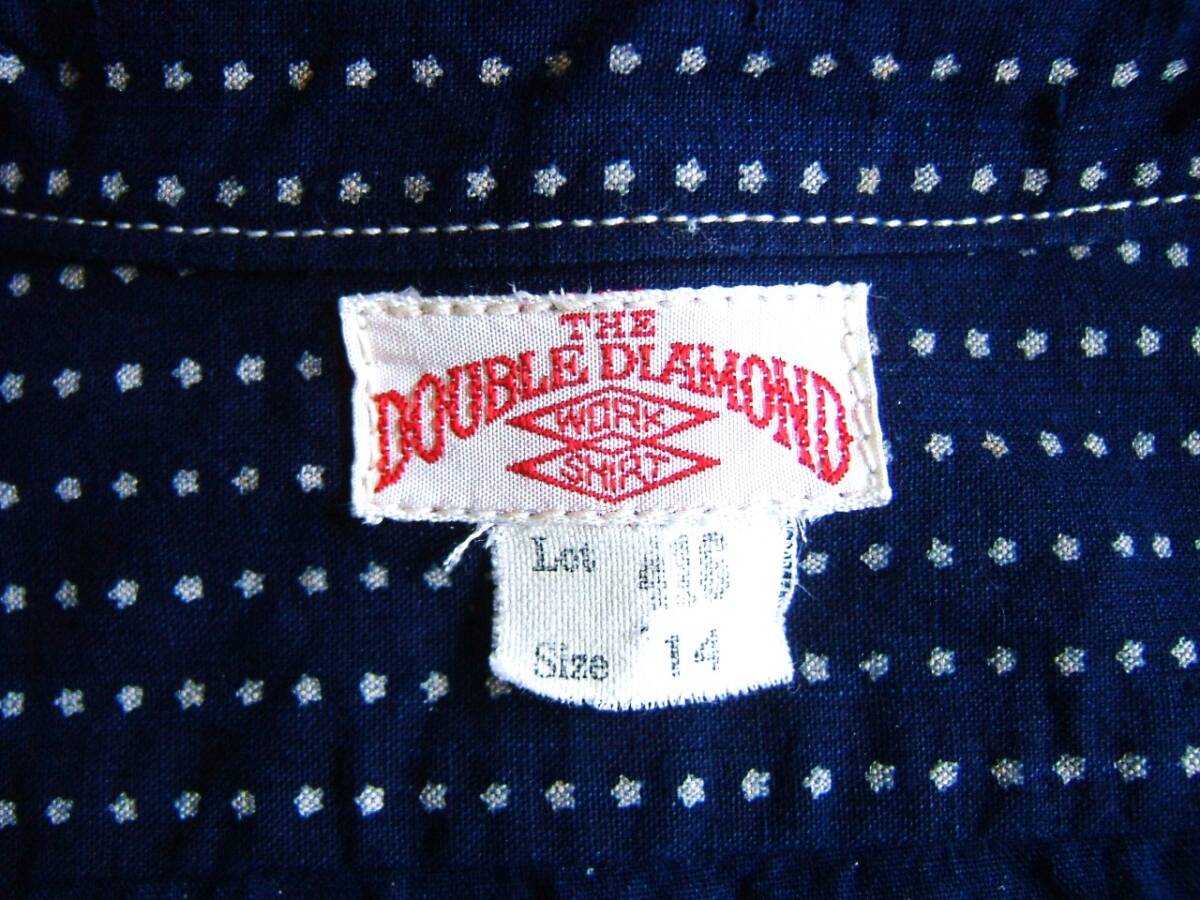 THE
DOUBLE DIAMOND
WORK
SHIRT
Lot
Size 14